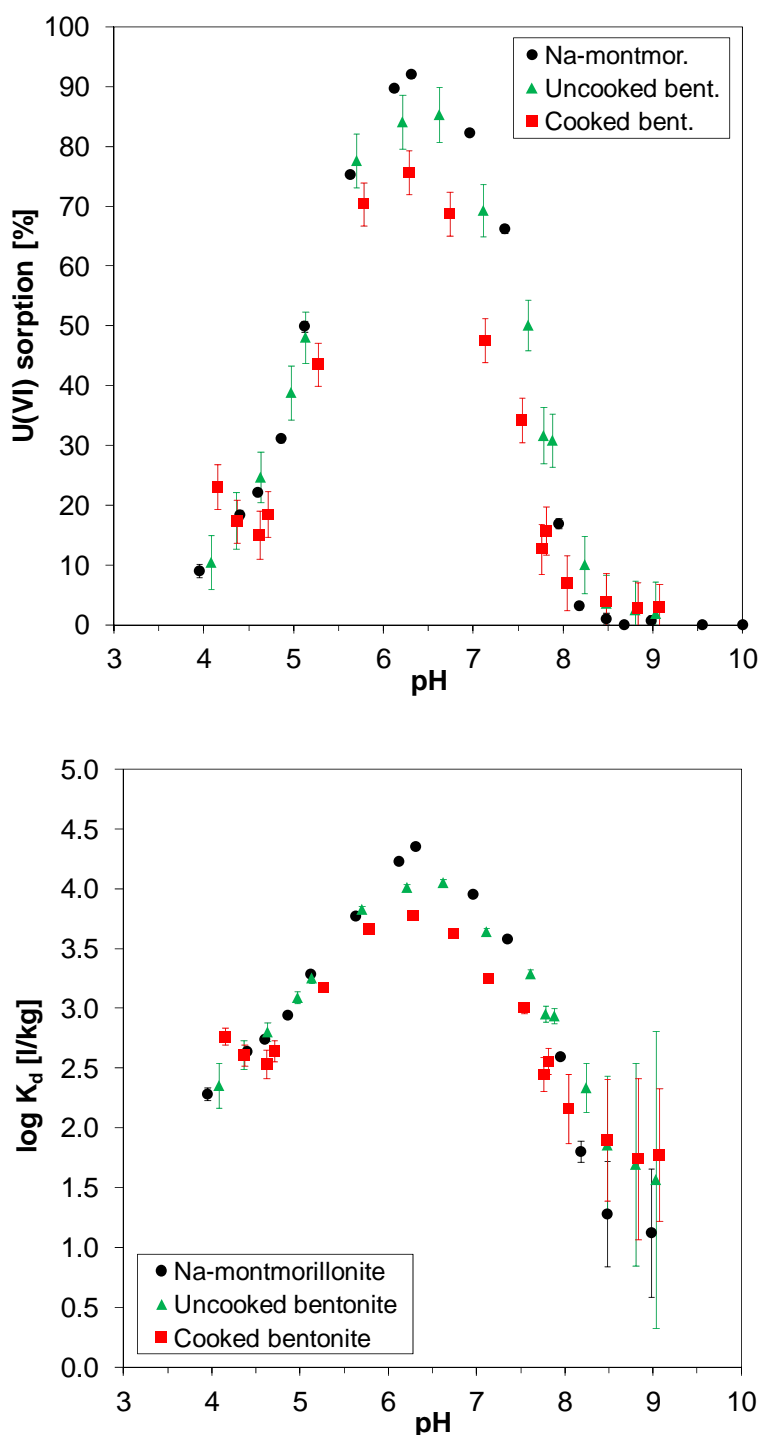 100
90
80
70
60
50
40
30
20
10
0
U(VI) sorption [%]
Na-montmor.
Uncooked bent.
Cooked bent.
3 4 5 6 7 8 9 10
pH
5.0
4.5
4.0
3.5
3.0
2.5
2.0
1.5
1.0
0.5
0.0
log Kd [l/kg]
Na-montmorillonite
Uncooked bentonite
Cooked bentonite
3 4 5 6 7 8 9 10
pH